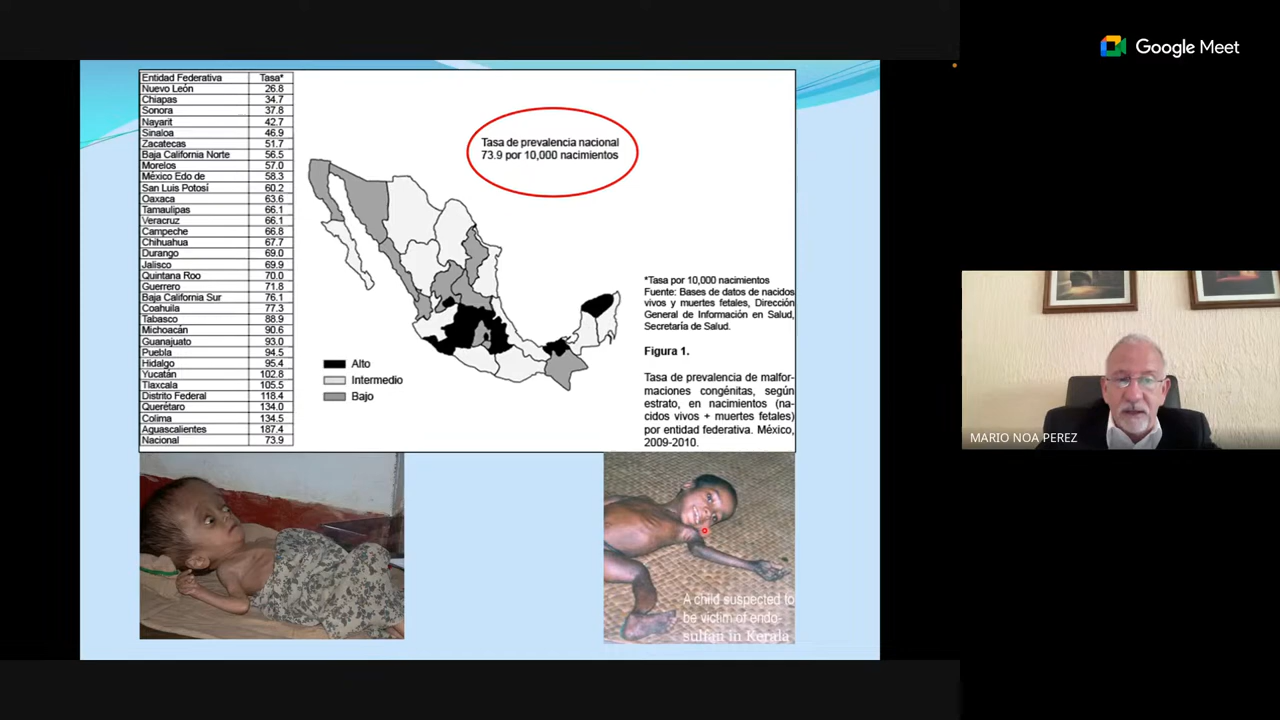 Google Meet
Entidad Federativa Tasa*
Nuevo León 26.8
Chiapas 34.7
Sonora 37.8
Nayarit 42.7
Sinaloa 46.9
Zacatecas 51.7
Baja California Norte 56.5
Morelos 57.0
México Edo de 58.3
San Luis Potosí 60.2
Oaxaca 63.6
Tamaulipas 66.1
Veracruz 66.1
Campeche 66.8
Chihuahua 67.7
Durango 69.0
Jalisco 69.9
Quintana Roo 70.0
Guerrero 71.8
Baja California Sur 76.1
Coahuila 77.3
Tabasco 88.9
Michoacán 90.6
Guanajuato 93.0
Puebla 94.5
Hidalgo 95.4
Yucatán 102.8
Tlaxcala 105.5
Distrito Federal 118.4
Querétaro 134.0
Colima 134.5
Aguascalientes 187.4
Nacional 73.9
Tasa de prevalencia nacional
73.9 por 10,000 nacimientos
Alto
Intermedio
Bajo
*Tasa por 10,000 nacimientos
Fuente: Bases de datos de nacidos
vivos y muertes fetales, Dirección
General de Información en Salud,
Secretaría de Salud.
Figura 1.
Tasa de prevalencia de malfor-
maciones congénitas, según
estrato, en nacimientos (na-
cidos vivos + muertes fetales)
por entidad federativa. México,
2009-2010.
A child suspected to
be victim of endo-
sulfan in Kerala
MARIO NOA PEREZ